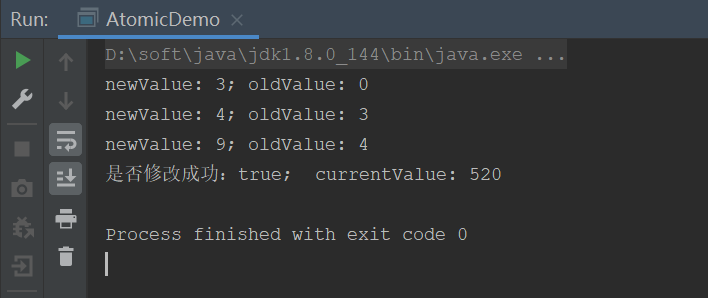 Run: AtomicDemo
D:\soft\java\jdk1.8.0_144\bin\java.exe ...
newValue: 3; oldValue: 0
newValue: 4; oldValue: 3
newValue: 9; oldValue: 4
是否修改成功：true;  currentValue: 520
Process finished with exit code 0